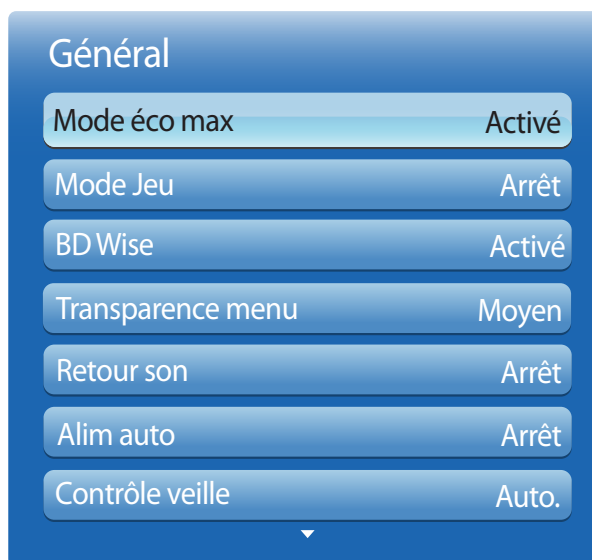 Général
Mode éco max Activé
Mode Jeu Arrêt
BD Wise Activé
Transparence menu Moyen
Retour son Arrêt
Alim auto Arrêt
Contrôle veille Auto.